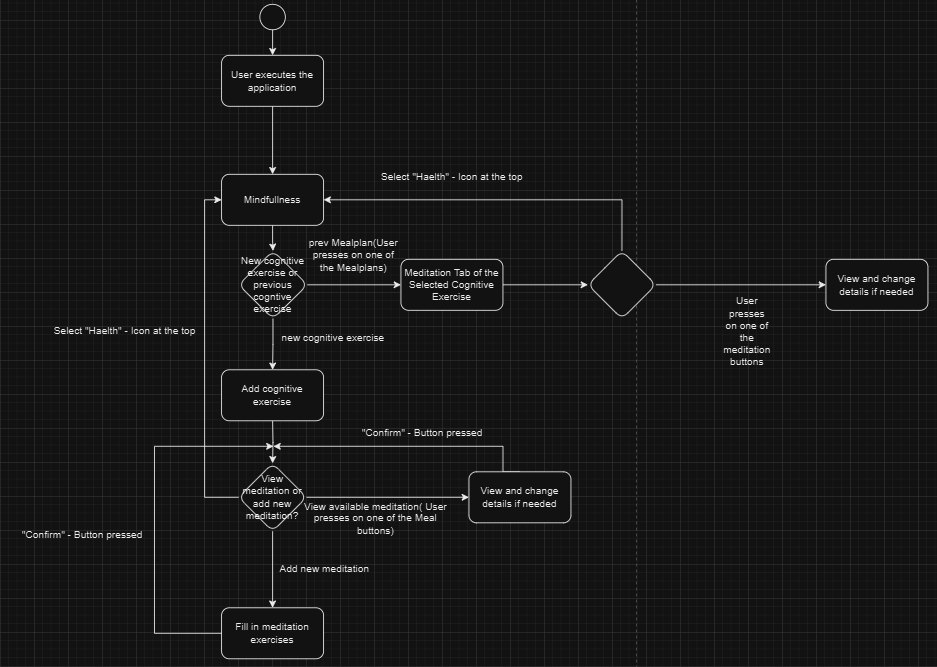 User executes the
application
Select "Haelth" - Icon at the top
Mindfullness
prev Mealplan(User
presses on one of
the Mealplans)
New cognitive
exercise or
previous
cogntive
exercise
Meditation Tab of the
Selected Cognitive
Exercise
View and change
details if needed
User
presses
on one of
the
meditation
buttons
Select "Haelth" - Icon at the top
new cognitive exercise
Add cognitive
exercise
"Confirm" - Button pressed
View
meditation or
add new
meditation?
View available meditation( User
presses on one of the Meal
buttons)
View and change
details if needed
"Confirm" - Button pressed
Add new meditation
Fill in meditation
exercises